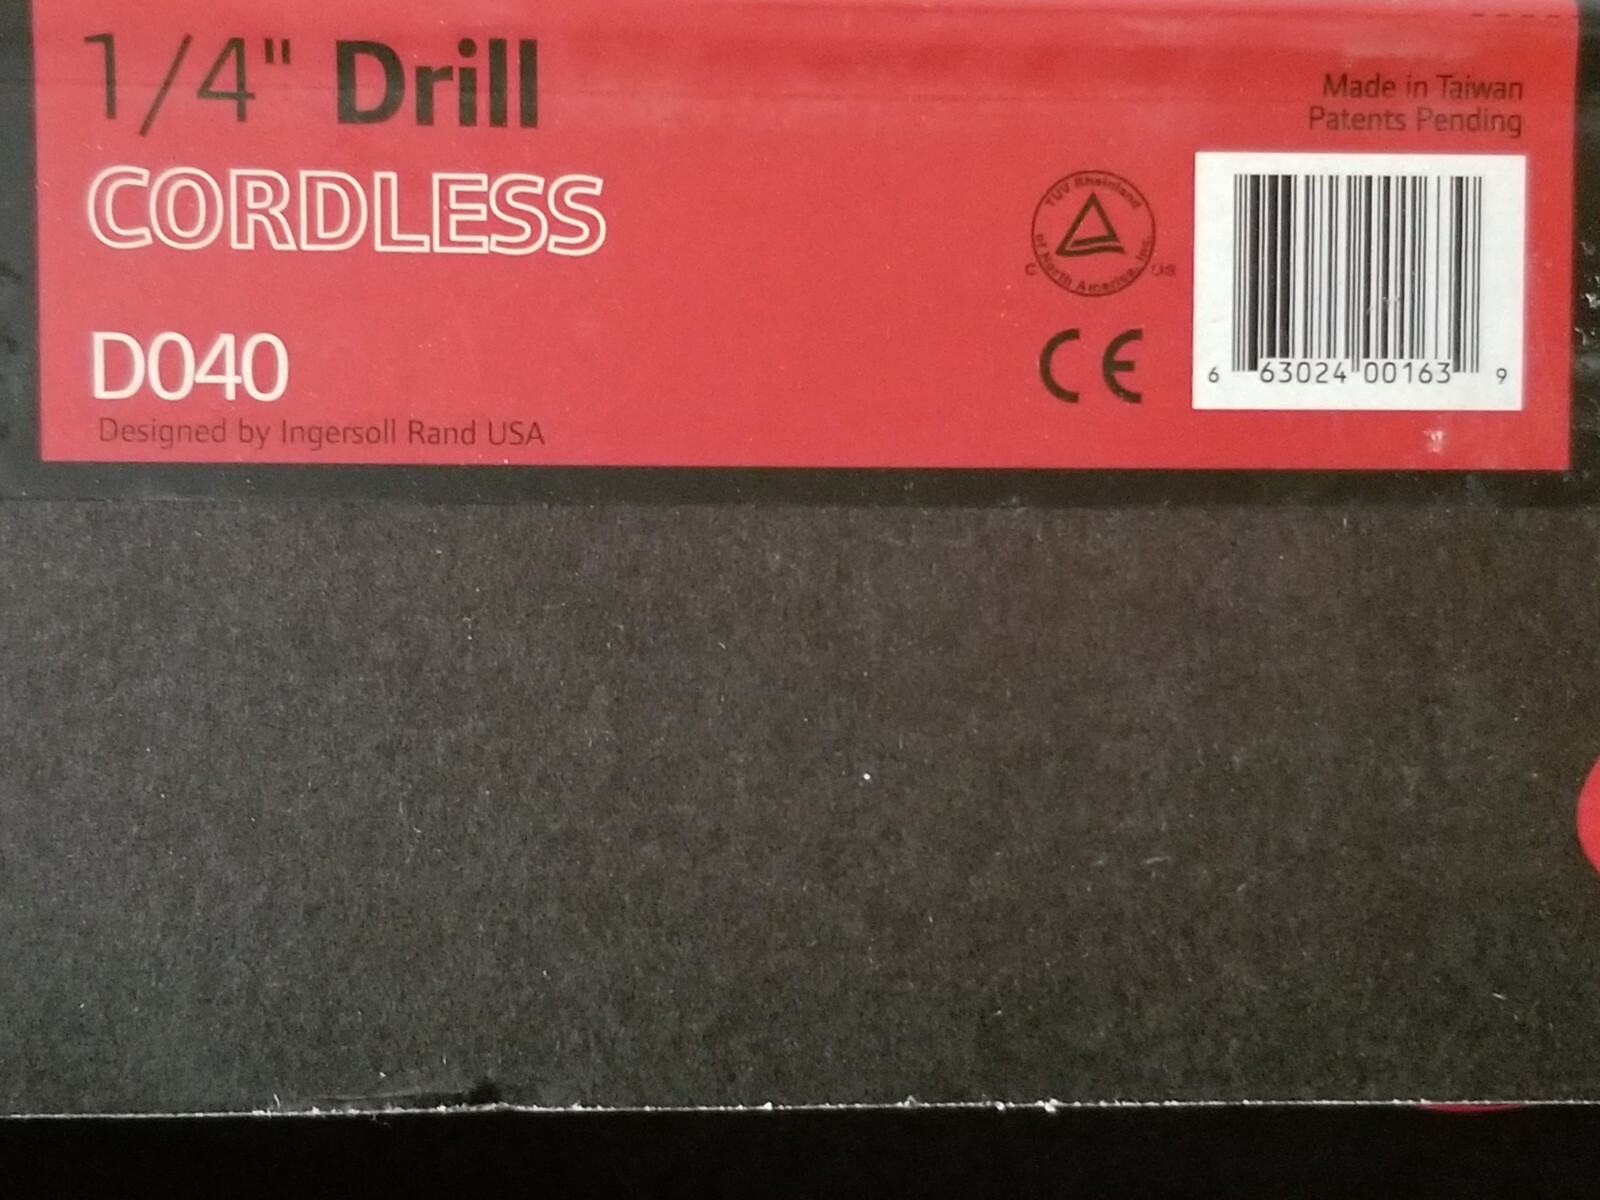 1/4" Drill
CORDLESS
D040
Designed by Ingersoll Rand USA
Made in Taiwan
Patents Pending
TUV Rheinland
of North America, Inc.
C US
CE
6 63024 00163 9